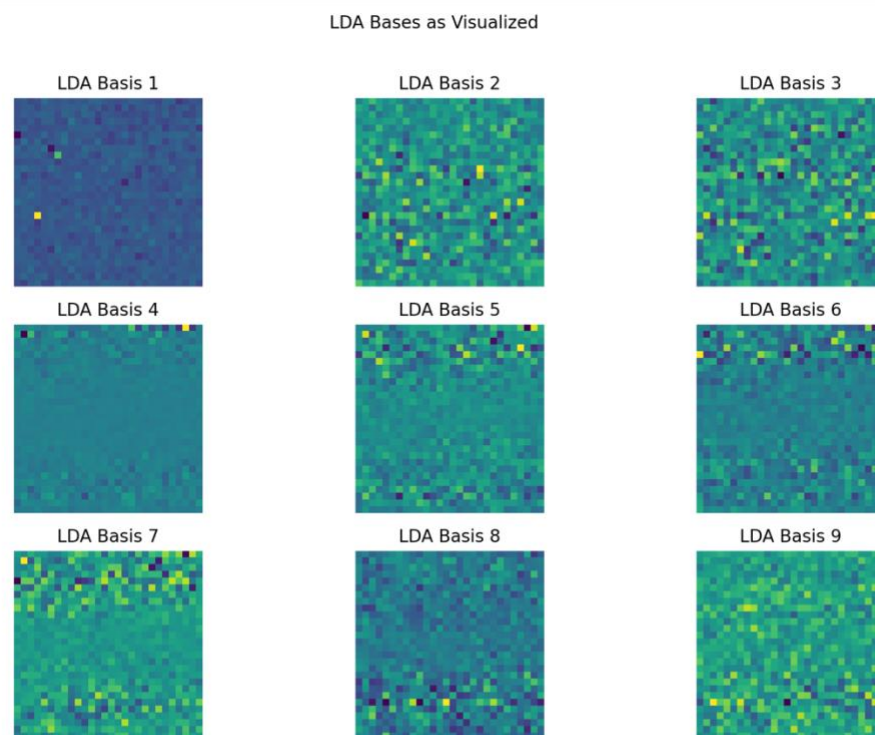 LDA Bases as Visualized
LDA Basis 1
LDA Basis 2
LDA Basis 3
LDA Basis 4
LDA Basis 5
LDA Basis 6
LDA Basis 7
LDA Basis 8
LDA Basis 9